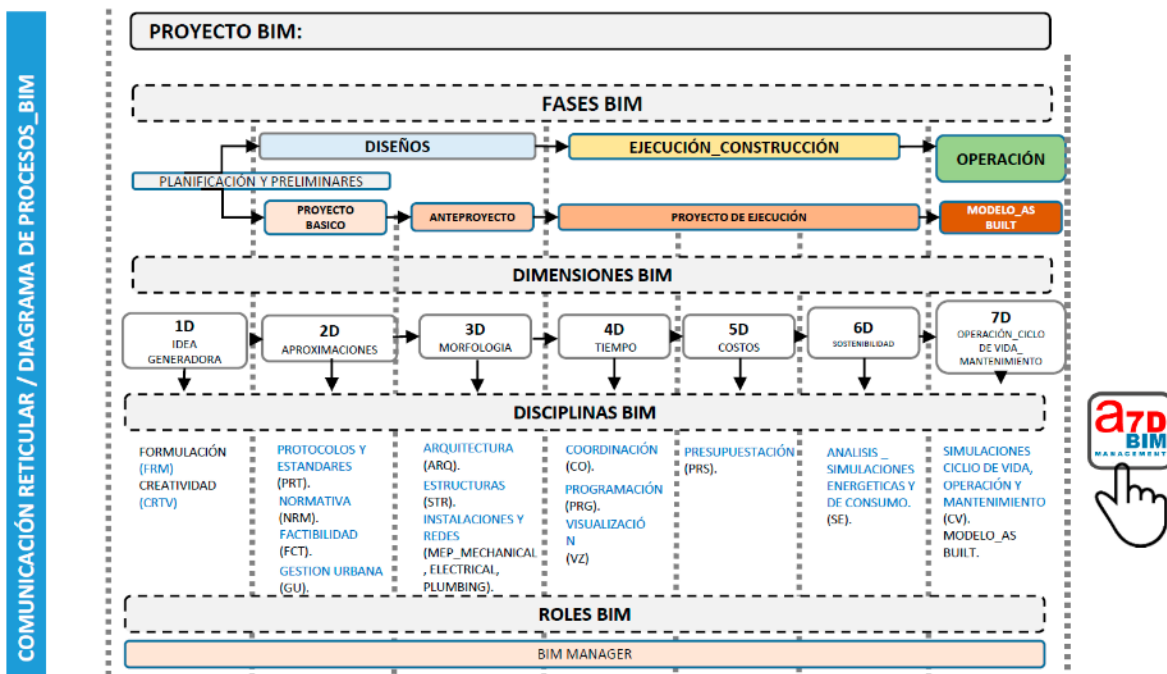 COMUNICACIÓN RETICULAR / DIAGRAMA DE PROCESOS_BIM
PROYECTO BIM:
FASES BIM
DISEÑOS
EJECUCIÓN_CONSTRUCCIÓN
OPERACIÓN
PLANIFICACIÓN Y PRELIMINARES
PROYECTO
BASICO
ANTEPROYECTO
PROYECTO DE EJECUCIÓN
MODELO_AS
BUILT
DIMENSIONES BIM
1D
IDEA
GENERADORA
2D
APROXIMACIONES
3D
MORFOLOGIA
4D
TIEMPO
5D
COSTOS
6D
SOSTENIBILIDAD
7D
OPERACIÓN_CICLO
DE VIDA_
MANTENIMIENTO
DISCIPLINAS BIM
FORMULACIÓN
(FRM)
CREATIVIDAD
(CRTV)
PROTOCOLOS Y
ESTANDARES
(PRT).
NORMATIVA
(NRM).
FACTIBILIDAD
(FCT).
GESTION URBANA
(GU).
ARQUITECTURA
(ARQ).
ESTRUCTURAS
(STR).
INSTALACIONES Y
REDES
(MEP_MECHANICAL
, ELECTRICAL,
PLUMBING).
COORDINACIÓN
(CO).
PROGRAMACIÓN
(PRG).
VISUALIZACIÓ
N
(VZ)
PRESUPUESTACIÓN
(PRS).
ANALISIS _
SIMULACIONES
ENERGETICAS Y
DE CONSUMO.
(SE).
SIMULACIONES
CICLO DE VIDA,
OPERACIÓN Y
MANTENIMIENTO
(CV).
MODELO_AS
BUILT.
ROLES BIM
BIM MANAGER
a7D
BIM
MANAGEMENT